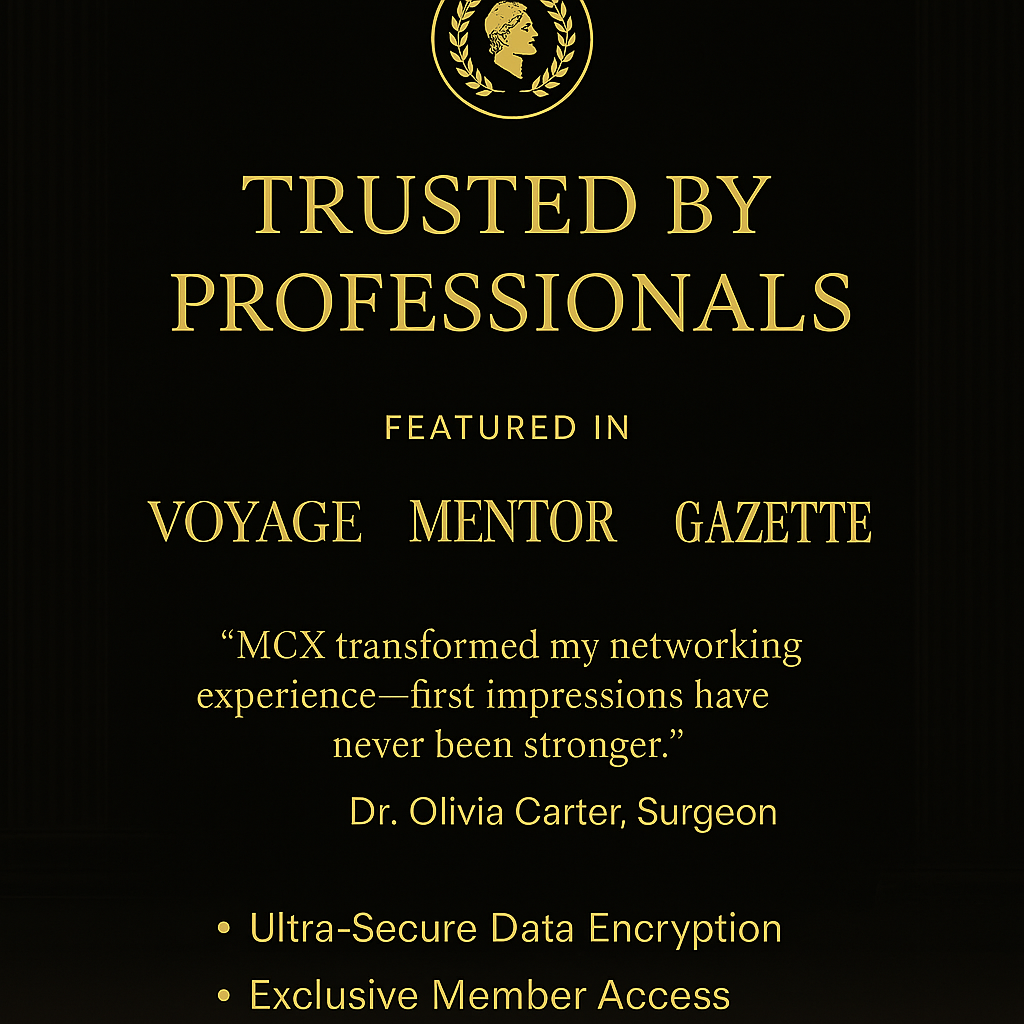 TRUSTED BY
PROFESSIONALS
FEATURED IN
VOYAGE MENTOR GAZETTE
“MCX transformed my networking
experience—first impressions have
never been stronger.”
Dr. Olivia Carter, Surgeon
• Ultra-Secure Data Encryption
• Exclusive Member Access